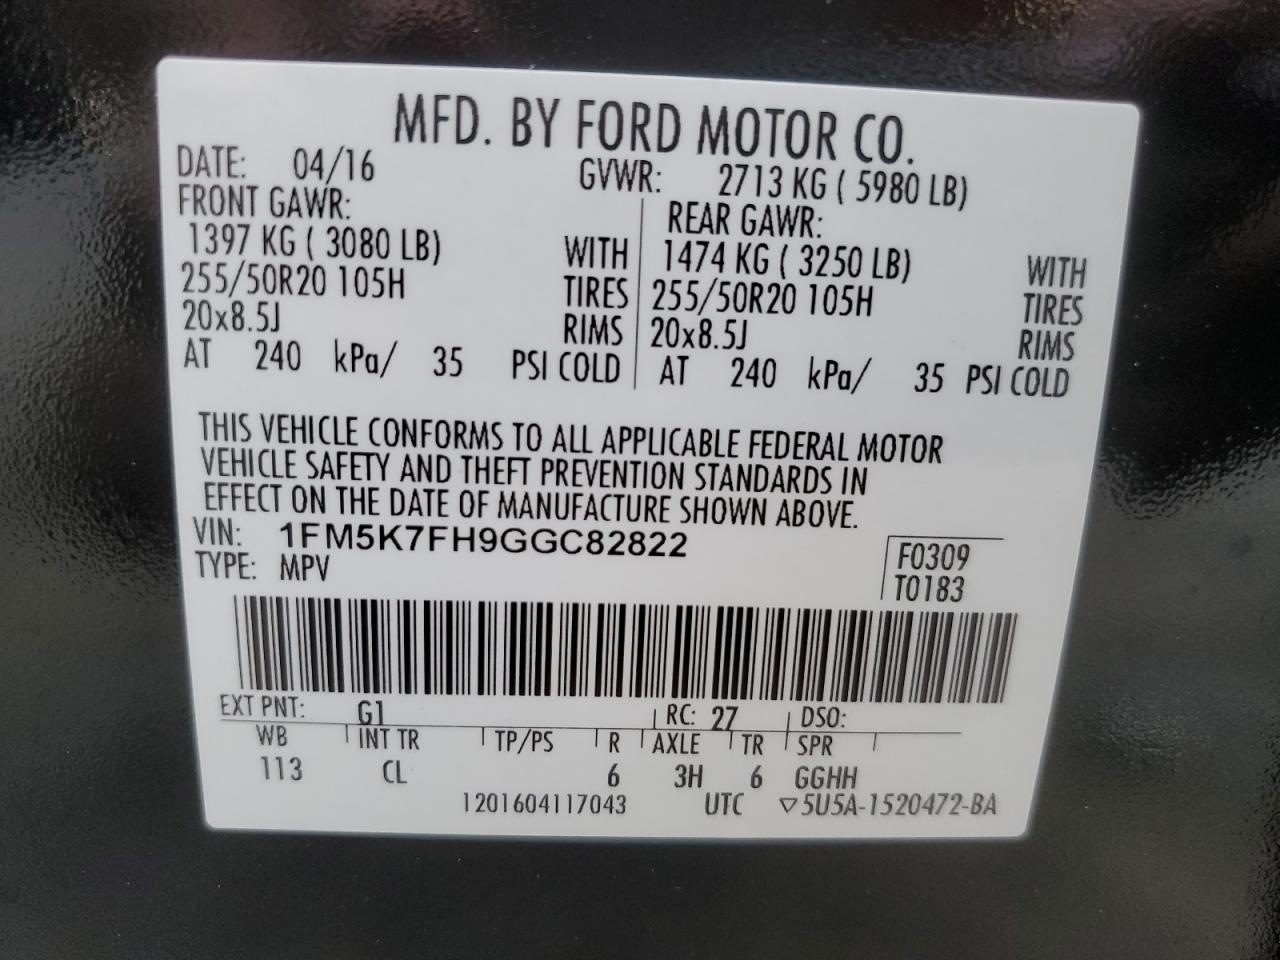 MFD. BY FORD MOTOR CO.
DATE: 04/16 GVWR: 2713 KG ( 5980 LB)
FRONT GAWR: REAR GAWR:
1397 KG ( 3080 LB) WITH 1474 KG ( 3250 LB) WITH
255/50R20 105H TIRES 255/50R20 105H TIRES
20x8.5J RIMS 20x8.5J RIMS
AT 240 kPa/ 35 PSI COLD AT 240 kPa/ 35 PSI COLD
THIS VEHICLE CONFORMS TO ALL APPLICABLE FEDERAL MOTOR
VEHICLE SAFETY AND THEFT PREVENTION STANDARDS IN
EFFECT ON THE DATE OF MANUFACTURE SHOWN ABOVE.
VIN: 1FM5K7FH9GGC82822 F0309
TYPE: MPV T0183
EXT PNT: G1 RC: 27 DSO:
WB INT TR TP/PS R AXLE TR SPR
113 CL 6 3H 6 GGHH
1201604117043 UTC ▽5U5A-1520472-BA